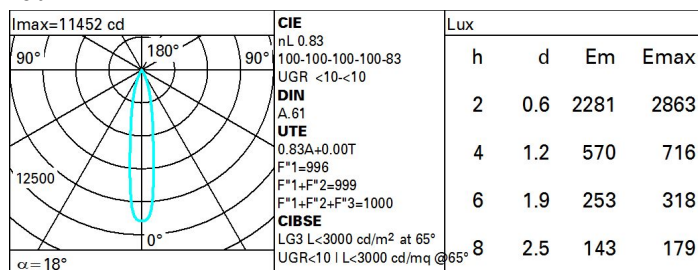 Imax=11452 cd
90°
180°
90°
12500
0°
α=18°
CIE
nL 0.83
100-100-100-100-83
UGR <10-<10
DIN
A.61
UTE
0.83A+0.00T
F"1=996
F"1+F"2=999
F"1+F"2+F"3=1000
CIBSE
LG3 L<3000 cd/m² at 65°
UGR<10 | L<3000 cd/mq @65°
Lux
h d Em Emax
2 0.6 2281 2863
4 1.2 570 716
6 1.9 253 318
8 2.5 143 179